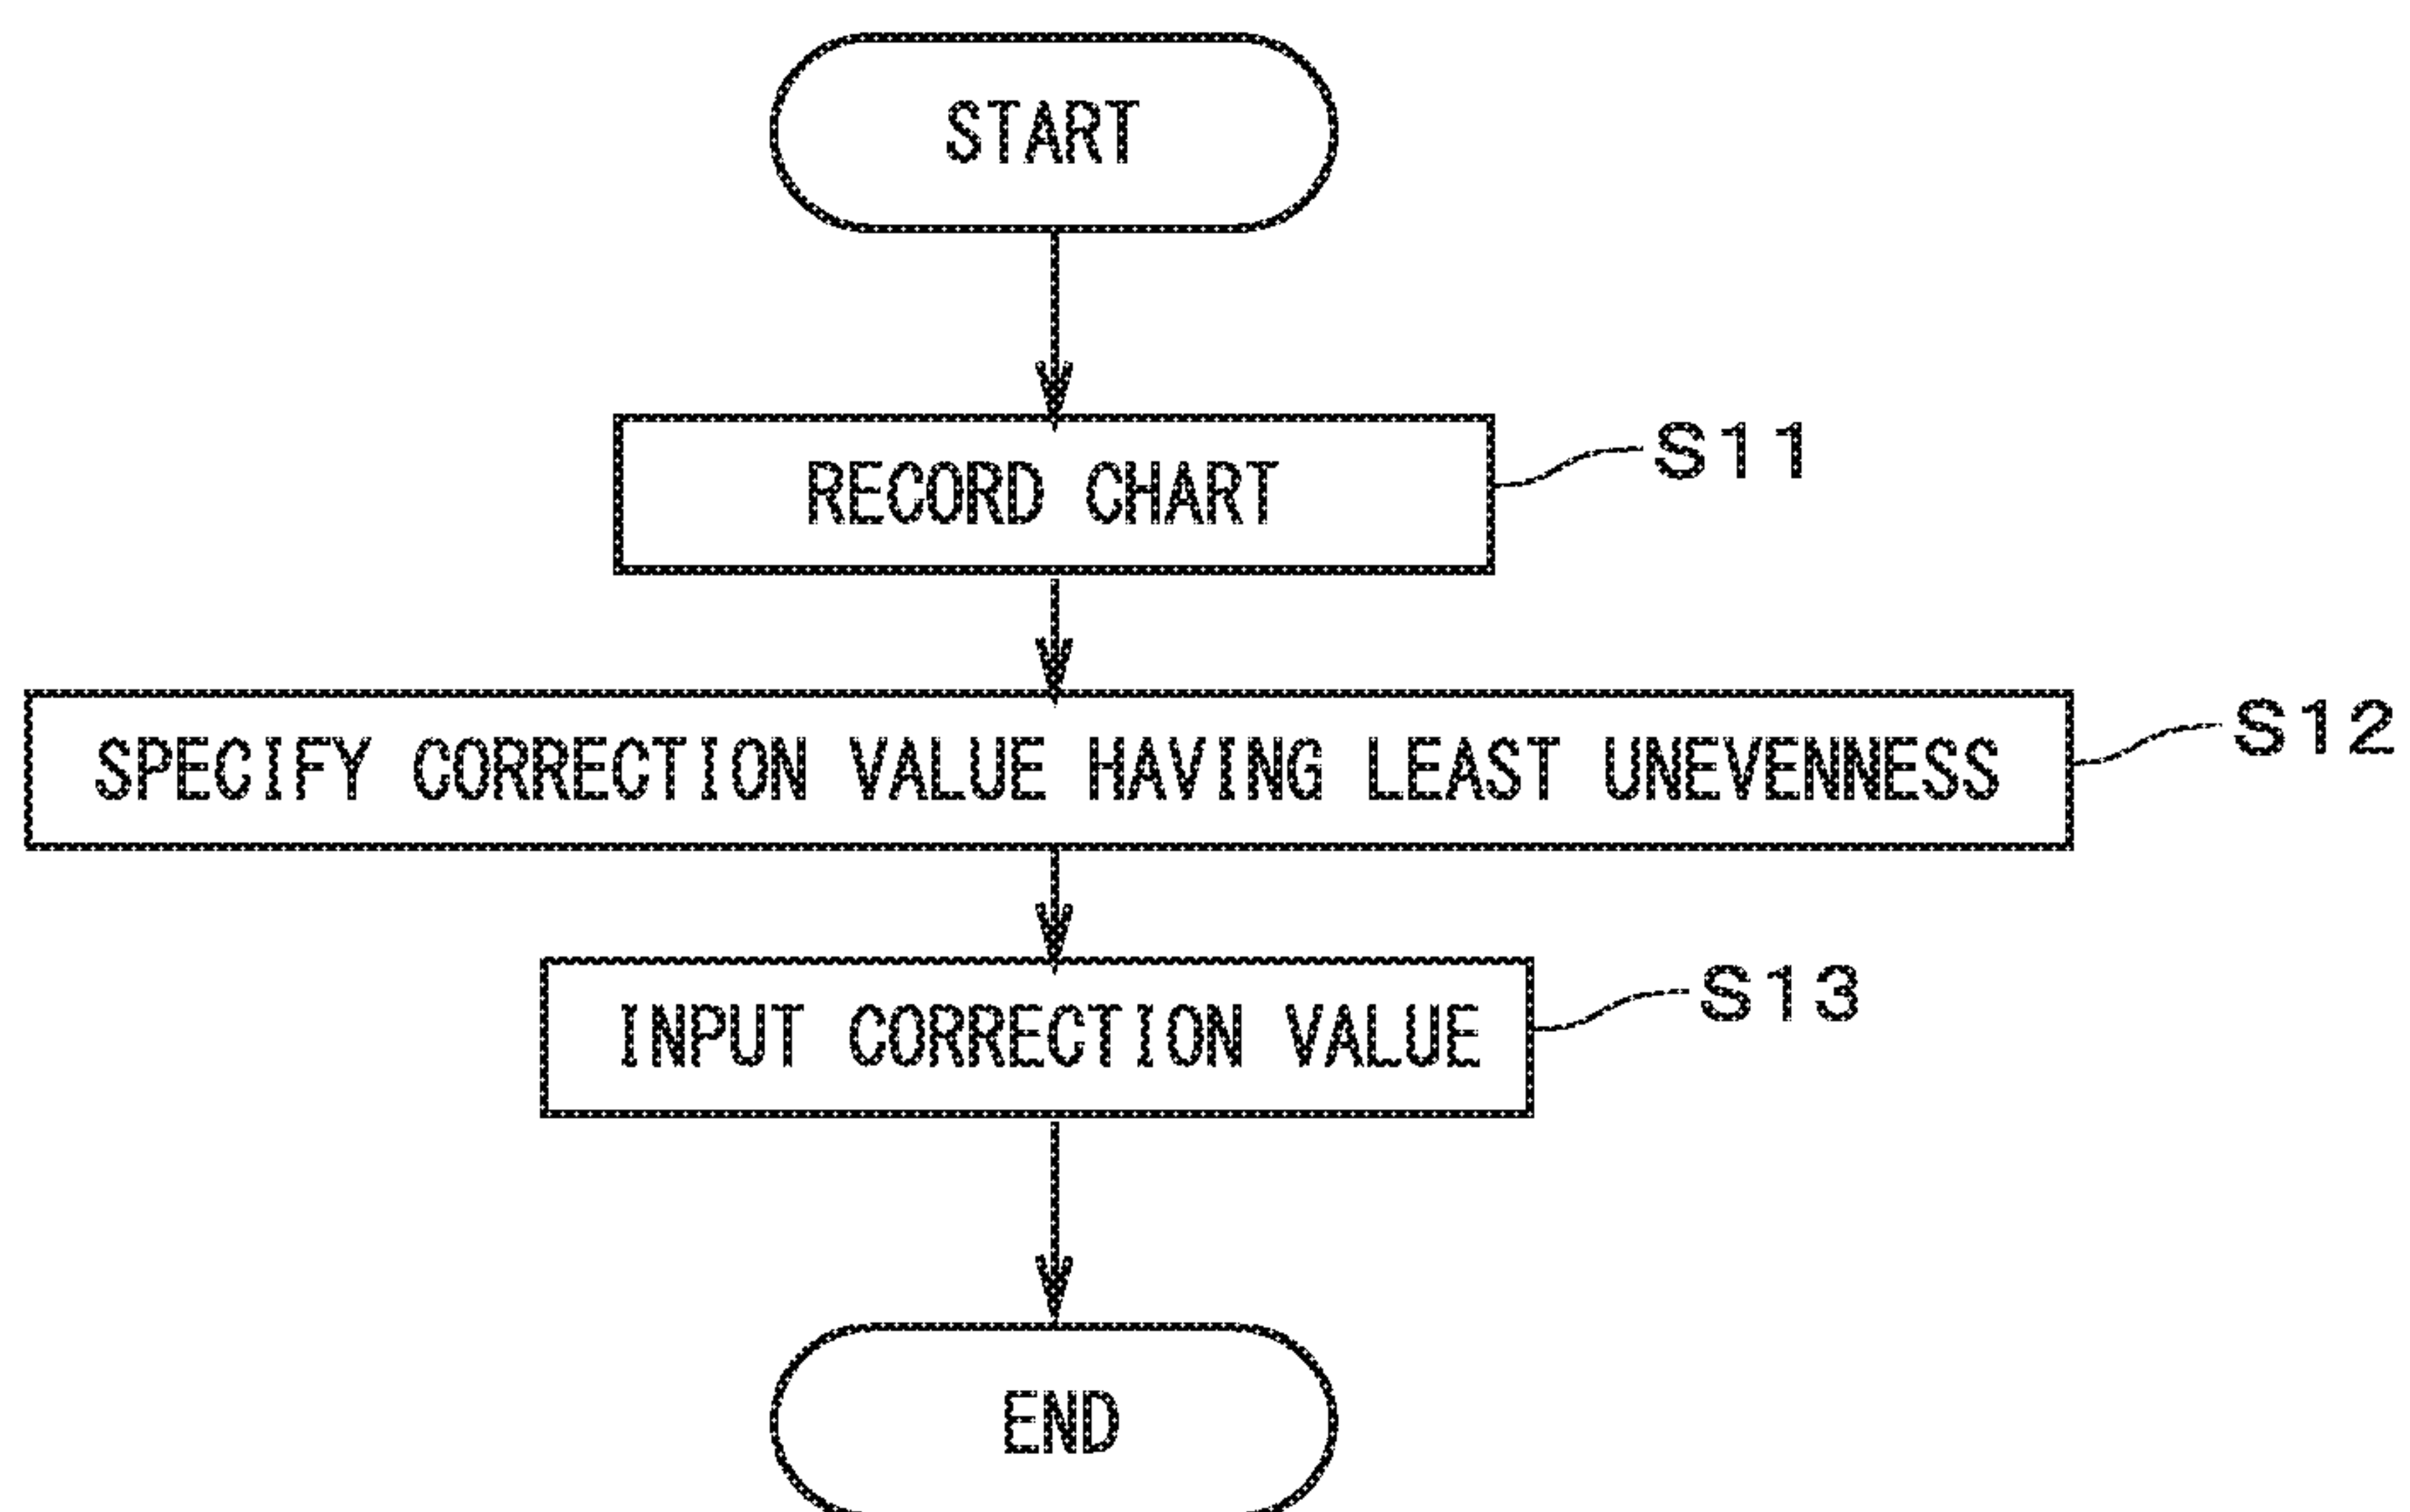 START
RECORD CHART
S11
SPECIFY CORRECTION VALUE HAVING LEAST UNEVENNESS
S12
INPUT CORRECTION VALUE
S13
END